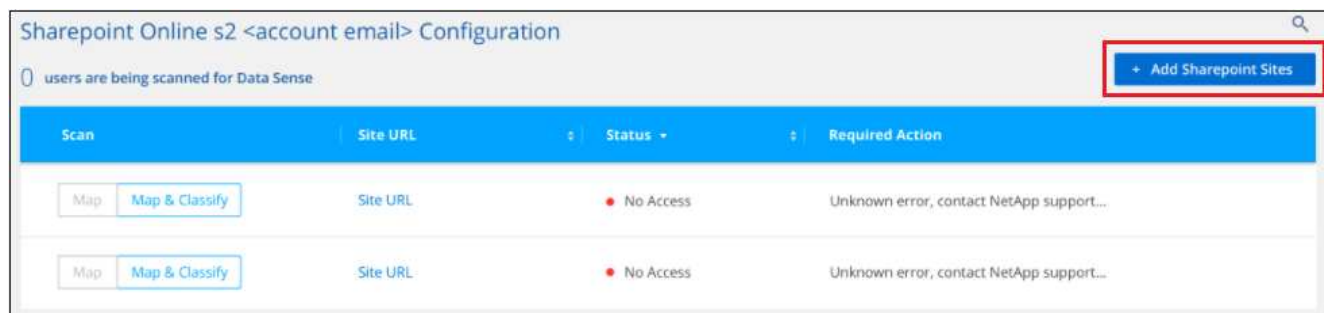 Sharepoint Online s2 <account email> Configuration
0 users are being scanned for Data Sense
+ Add Sharepoint Sites
Scan Site URL Status Required Action
Map Map & Classify Site URL No Access Unknown error, contact NetApp support...
Map Map & Classify Site URL No Access Unknown error, contact NetApp support...